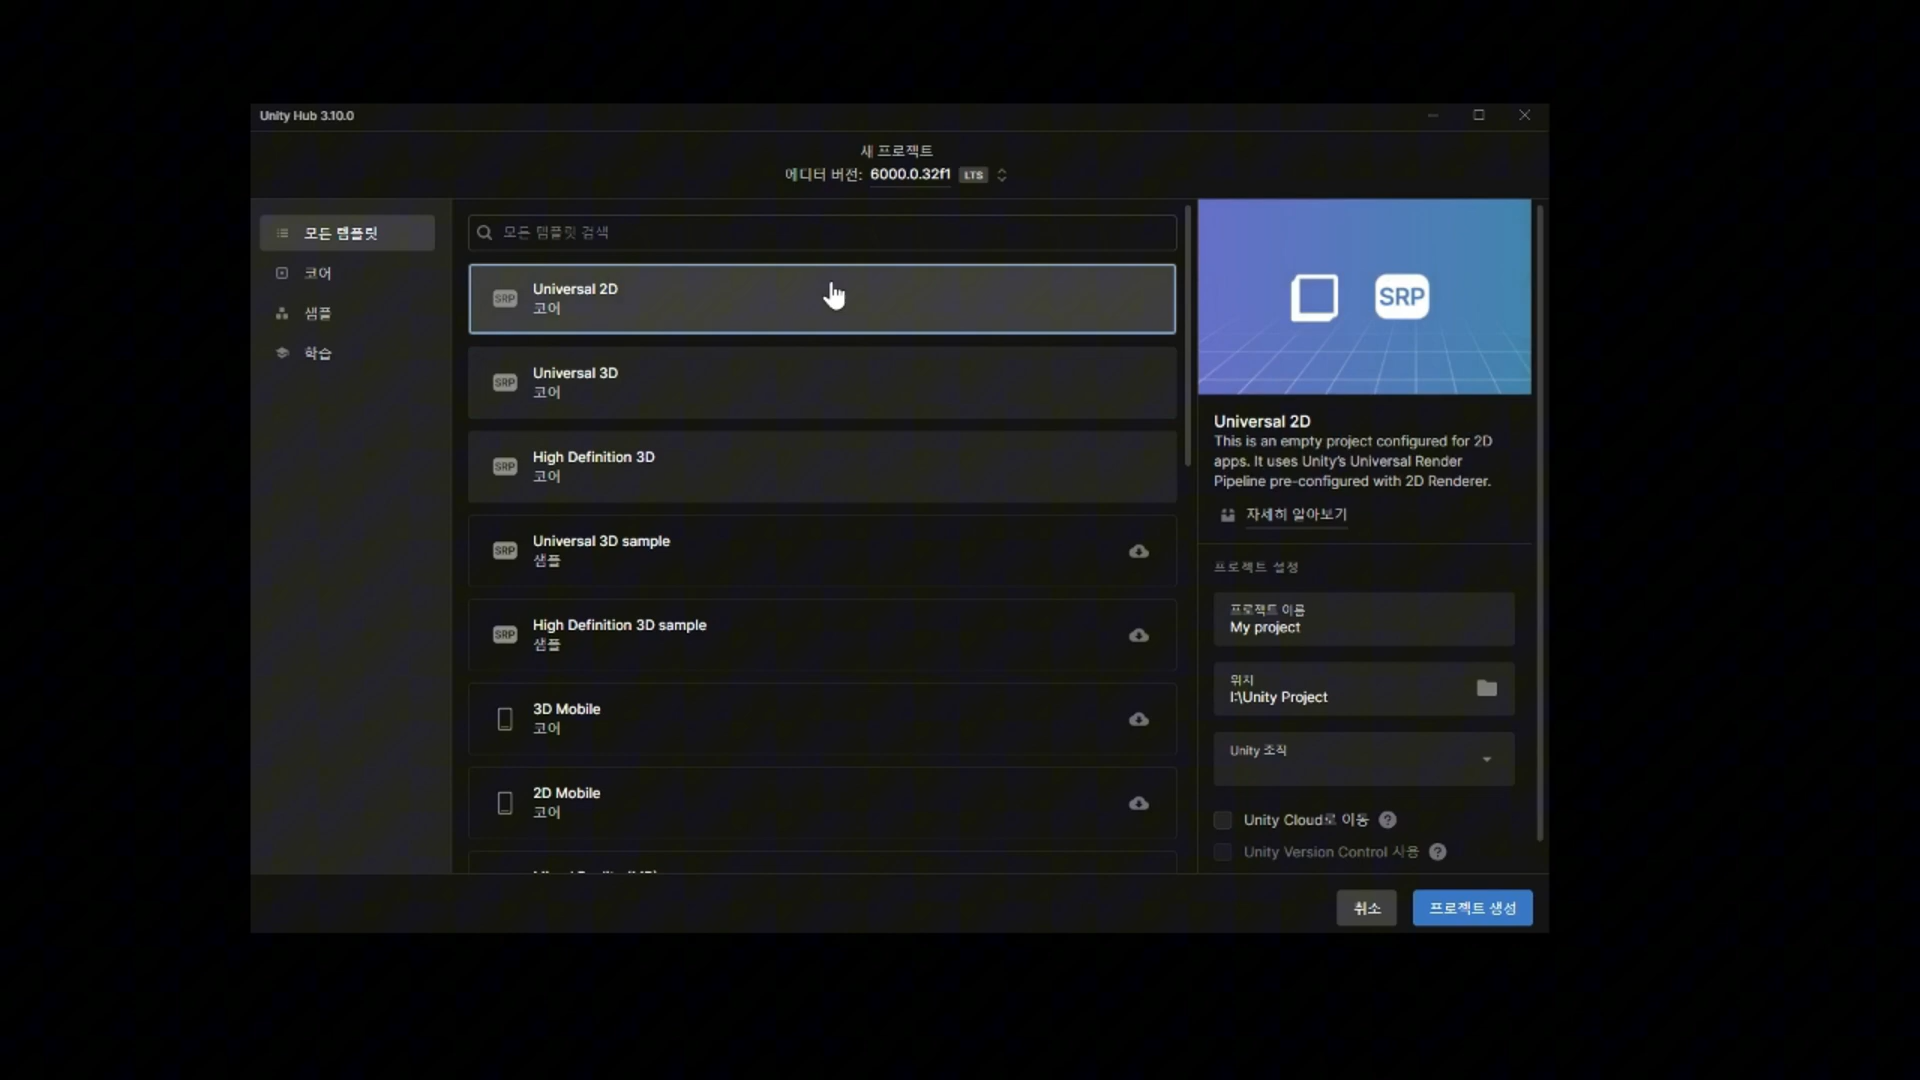 Unity Hub 3.10.0
새 프로젝트
에디터 버전: 6000.0.32f1 LTS
모든 템플릿
코어
샘플
학습
모든 템플릿 검색
SRP
Universal 2D
코어
SRP
Universal 3D
코어
SRP
High Definition 3D
코어
SRP
Universal 3D sample
샘플
SRP
High Definition 3D sample
샘플
3D Mobile
코어
2D Mobile
코어
SRP
Universal 2D
This is an empty project configured for 2D
apps. It uses Unity's Universal Render
Pipeline pre-configured with 2D Renderer.
자세히 알아보기
프로젝트 설정
프로젝트 이름
My project
위치
I:\Unity Project
Unity 조직
Unity Cloud로 이동 ?
Unity Version Control 사용 ?
취소
프로젝트 생성